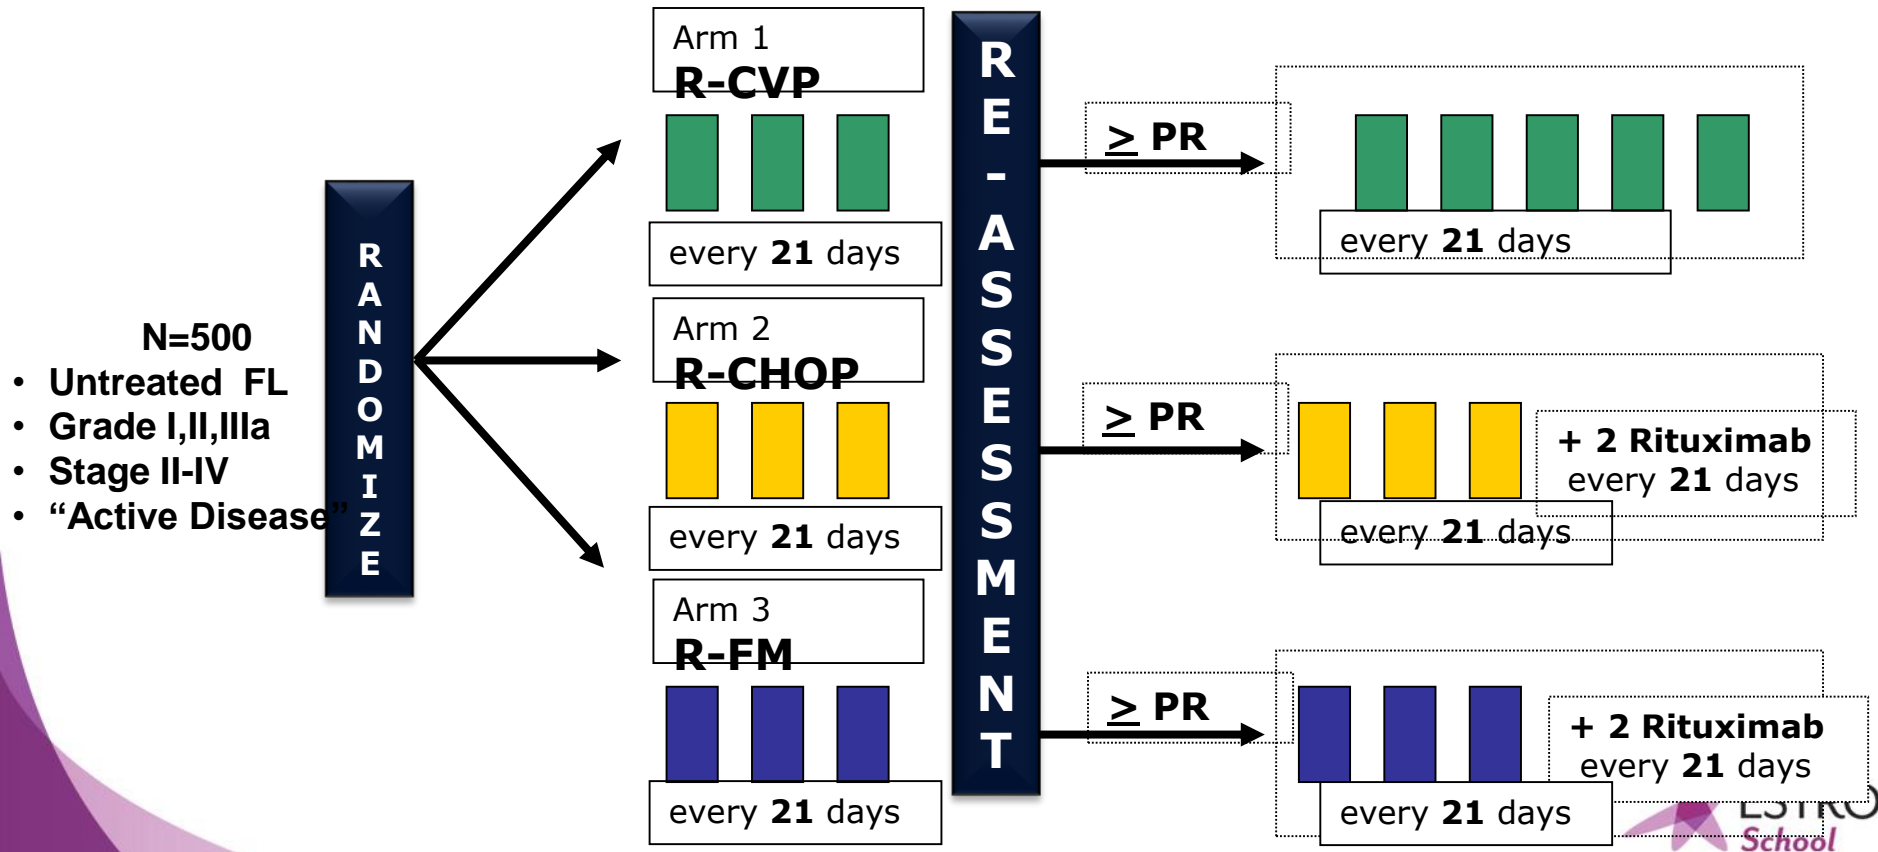 N=500
• Untreated FL
• Grade I,II,IIIa
• Stage II-IV
• “Active Disease”
RANDOMIZE
Arm 1
R-CVP
every 21 days
Arm 2
R-CHOP
every 21 days
Arm 3
R-FM
every 21 days
RE-ASSESSMENT
≥ PR
every 21 days
≥ PR
+ 2 Rituximab
every 21 days
every 21 days
≥ PR
+ 2 Rituximab
every 21 days
every 21 days
ESTRO
School